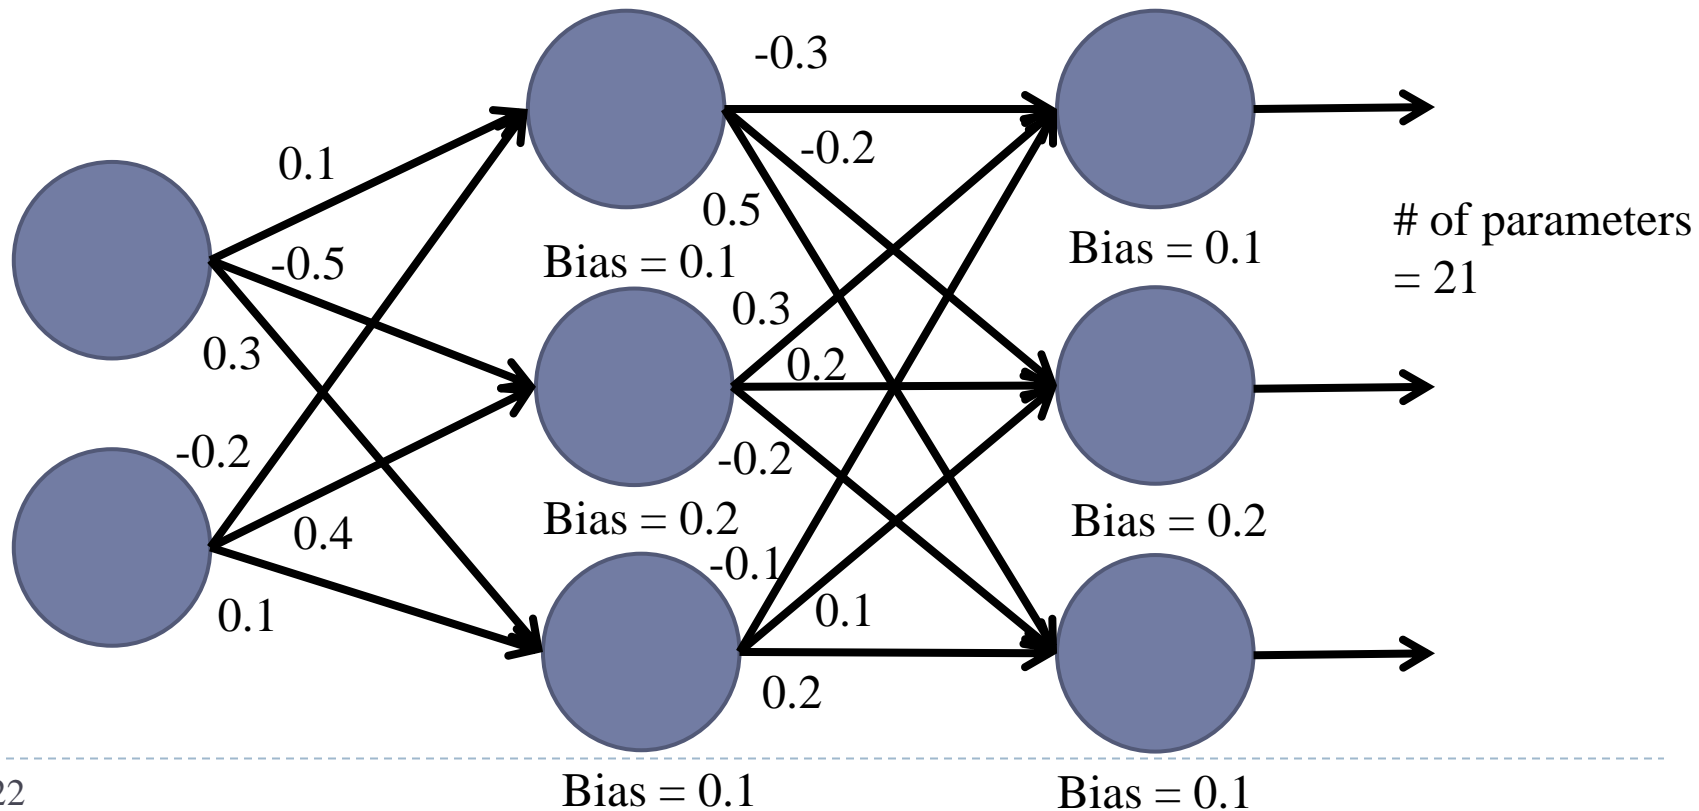 -0.3
0.1
-0.2
0.5
# of parameters
= 21
-0.5
Bias = 0.1
Bias = 0.1
0.3
0.3
0.2
-0.2
-0.2
Bias = 0.2
Bias = 0.2
0.4
-0.1
0.1
0.1
0.2
Bias = 0.1
Bias = 0.1
22